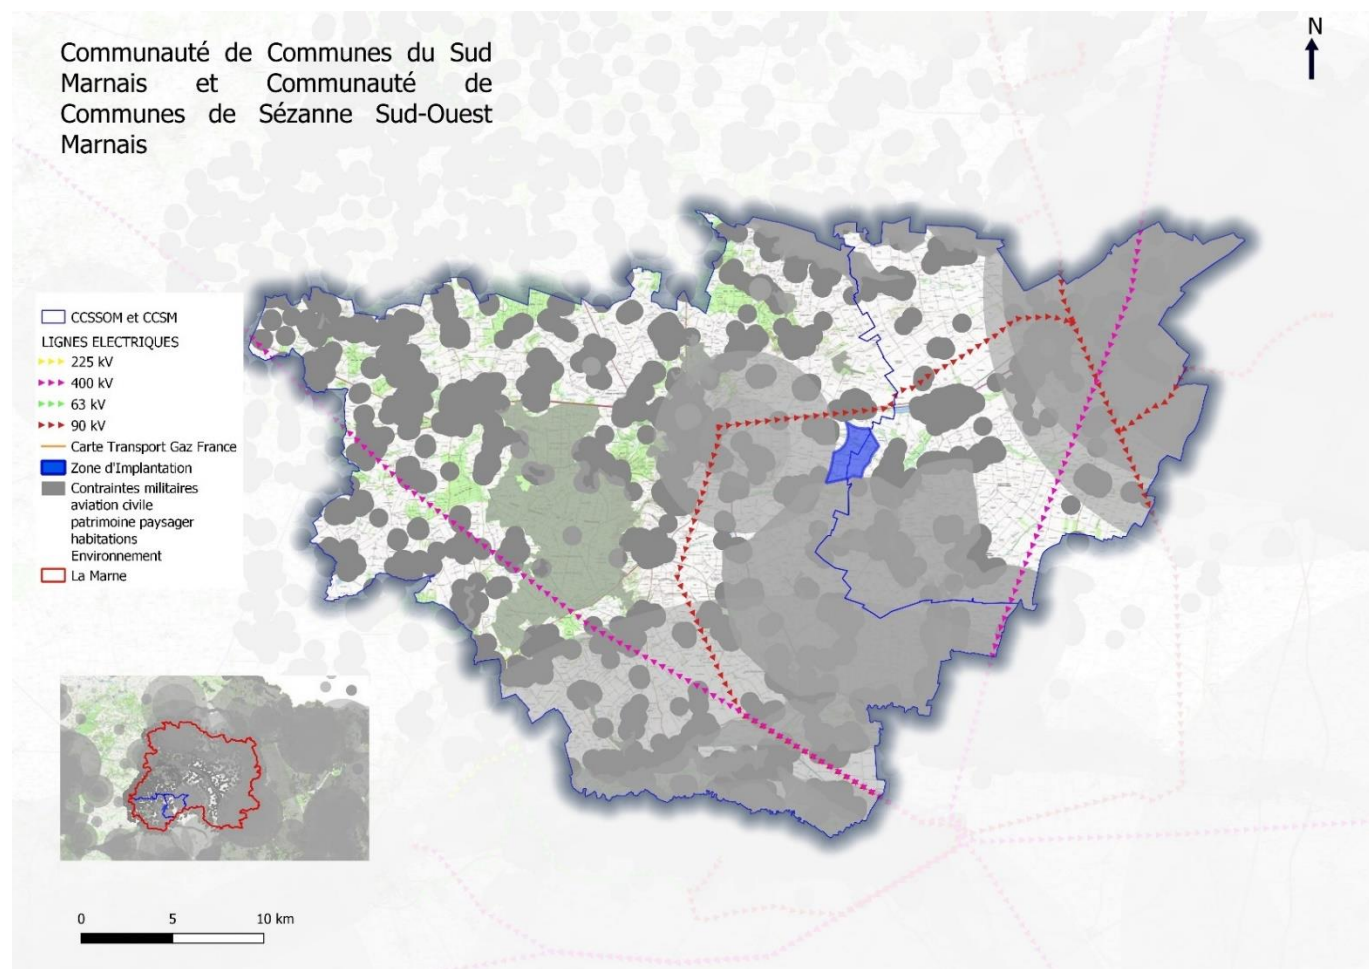 Communauté de Communes du Sud
Marnais et Communauté de
Communes de Sézanne Sud-Ouest
Marnais
N
CCSSOM et CCSM
LIGNES ELECTRIQUES
225 kV
400 kV
63 kV
90 kV
Carte Transport Gaz France
Zone d'Implantation
Contraintes militaires
aviation civile
patrimoine paysager
habitations
Environnement
La Marne
0 5 10 km